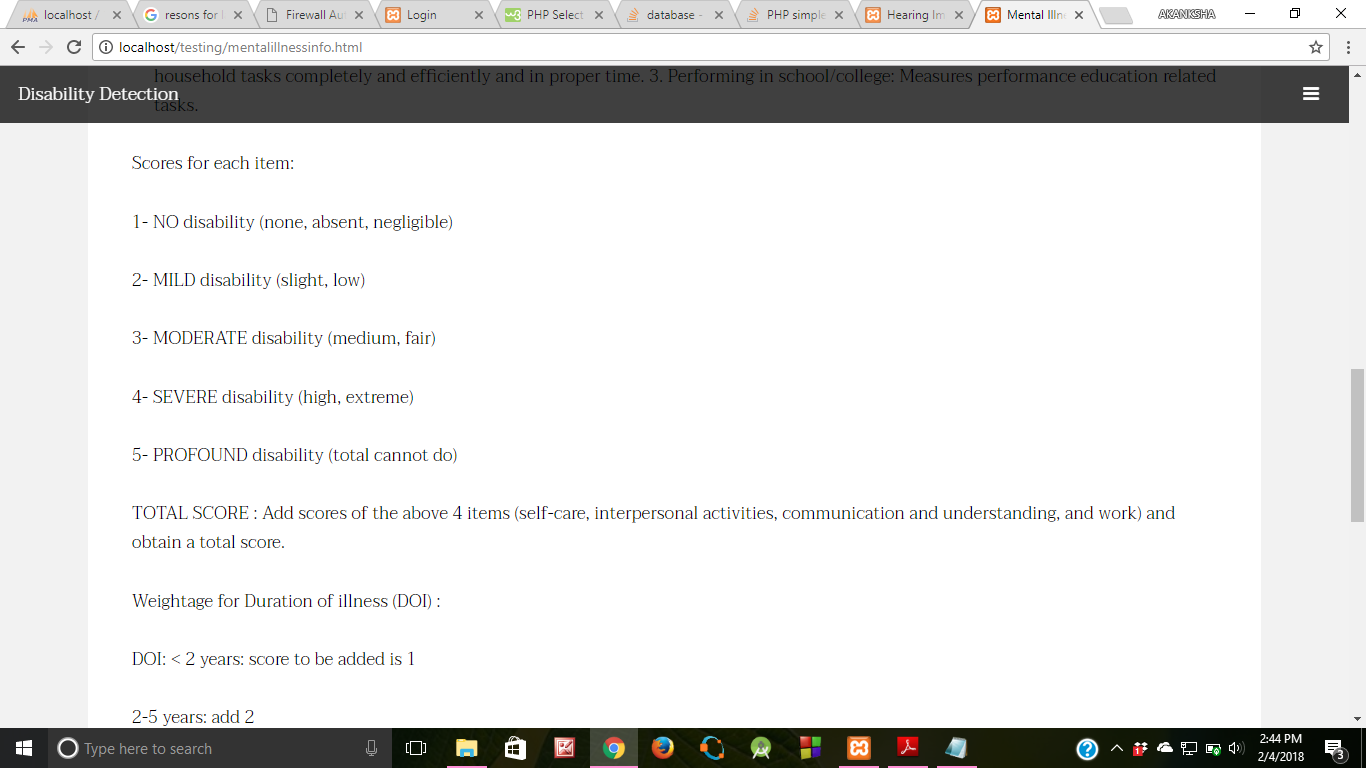 localhost /
resons for
Firewall Au
Login
PHP Select
database -
PHP simple
Hearing Im
Mental Illn
AKANKSHA
localhost/testing/mentalillnessinfo.html
household tasks completely and efficiently and in proper time. 3. Performing in school/college: Measures performance education related
tasks.
Disability Detection
Scores for each item:
1- NO disability (none, absent, negligible)
2- MILD disability (slight, low)
3- MODERATE disability (medium, fair)
4- SEVERE disability (high, extreme)
5- PROFOUND disability (total cannot do)
TOTAL SCORE : Add scores of the above 4 items (self-care, interpersonal activities, communication and understanding, and work) and
obtain a total score.
Weightage for Duration of illness (DOI) :
DOI: < 2 years: score to be added is 1
2-5 years: add 2
Type here to search
2:44 PM
2/4/2018
3